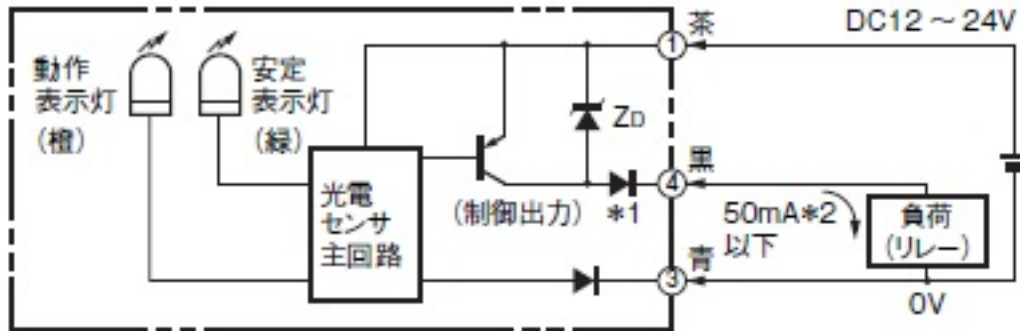 動作
表示灯
(橙)
安定
表示灯
(緑)
光電
センサ
主回路
(制御出力)
ZD
*1
1
茶
DC12 ~ 24V
4
黒
50mA*2
以下
負荷
(リレー)
3
青
0V